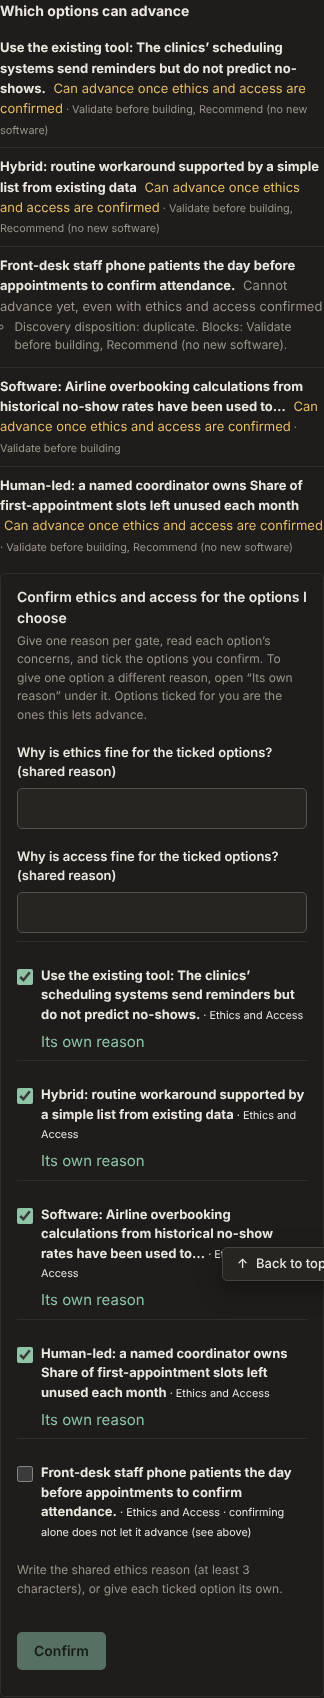 Which options can advance
Use the existing tool: The clinics’ scheduling
systems send reminders but do not predict no-
shows. Can advance once ethics and access are
confirmed · Validate before building, Recommend (no new
software)
Hybrid: routine workaround supported by a simple
list from existing data Can advance once ethics
and access are confirmed · Validate before building,
Recommend (no new software)
Front-desk staff phone patients the day before
appointments to confirm attendance. Cannot
advance yet, even with ethics and access confirmed
Discovery disposition: duplicate. Blocks: Validate
before building, Recommend (no new software).
Software: Airline overbooking calculations from
historical no-show rates have been used to… Can
advance once ethics and access are confirmed ·
Validate before building
Human-led: a named coordinator owns Share of
first-appointment slots left unused each month
Can advance once ethics and access are confirmed
· Validate before building, Recommend (no new software)
Confirm ethics and access for the options I
choose
Give one reason per gate, read each option’s
concerns, and tick the options you confirm. To
give one option a different reason, open “Its own
reason” under it. Options ticked for you are the
ones this lets advance.
Why is ethics fine for the ticked options?
(shared reason)
Why is access fine for the ticked options?
(shared reason)
Use the existing tool: The clinics’
scheduling systems send reminders but
do not predict no-shows. · Ethics and Access
Its own reason
Hybrid: routine workaround supported by
a simple list from existing data · Ethics and
Access
Its own reason
Software: Airline overbooking
calculations from historical no-show
rates have been used to… ·
Access
↑ Back to top
Its own reason
Human-led: a named coordinator owns
Share of first-appointment slots left
unused each month · Ethics and Access
Its own reason
Front-desk staff phone patients the day
before appointments to confirm
attendance. · Ethics and Access · confirming
alone does not let it advance (see above)
Write the shared ethics reason (at least 3
characters), or give each ticked option its own.
Confirm